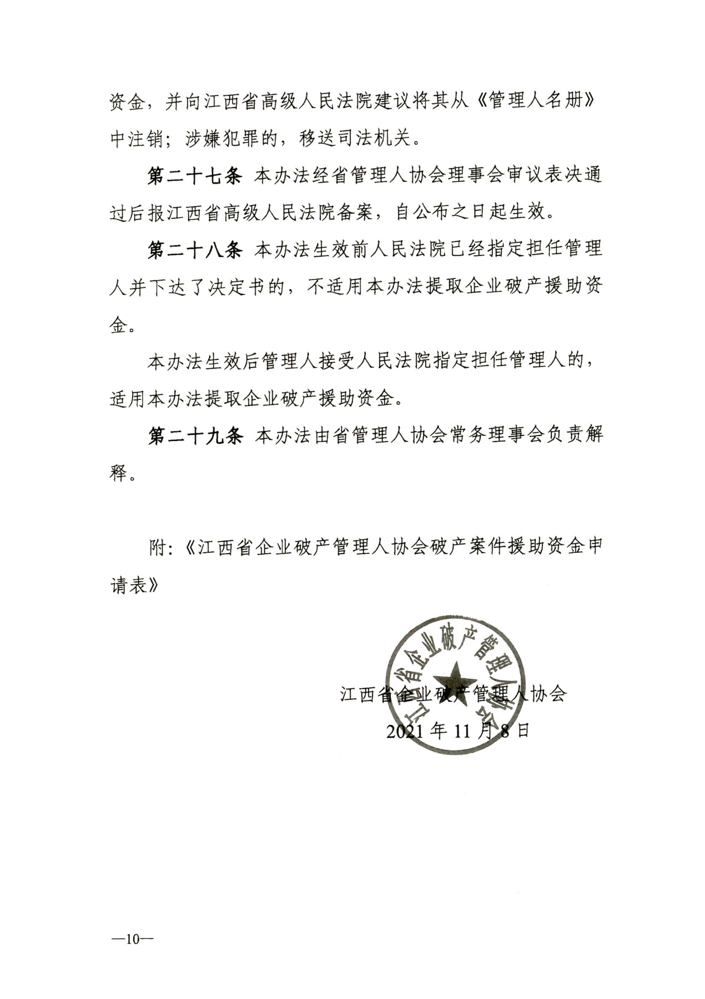 资金，并向江西省高级人民法院建议将其从《管理人名册》
中注销；涉嫌犯罪的，移送司法机关。
第二十七条 本办法经省管理人协会理事会审议表决通
过后报江西省高级人民法院备案，自公布之日起生效。
第二十八条 本办法生效前人民法院已经指定担任管理
人并下达了决定书的，不适用本办法提取企业破产援助资
金。
本办法生效后管理人接受人民法院指定担任管理人的，
适用本办法提取企业破产援助资金。
第二十九条 本办法由省管理人协会常务理事会负责解
释。
附：《江西省企业破产管理人协会破产案件援助资金申
请表》
江西省企业破产管理人协会
江西省企业破产管理人协会
2021 年 11 月 8 日
—10—